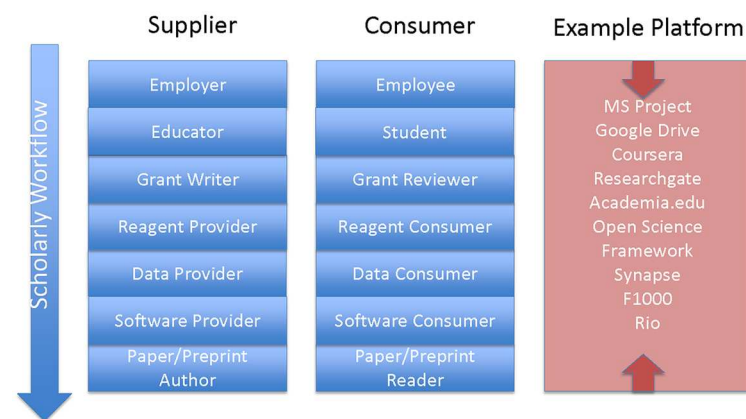 Supplier
Consumer
Example Platform
Scholarly Workflow
Employer
Employee
Educator
Student
Grant Writer
Grant Reviewer
Reagent Provider
Reagent Consumer
Data Provider
Data Consumer
Software Provider
Software Consumer
Paper/Preprint
Author
Paper/Preprint
Reader
MS Project
Google Drive
Coursera
Researchgate
Academia.edu
Open Science
Framework
Synapse
F1000
Rio